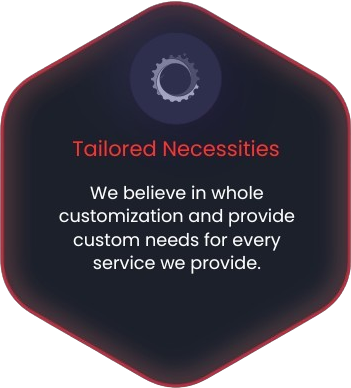 Tailored Necessities
We believe in whole
customization and provide
custom needs for every
service we provide.